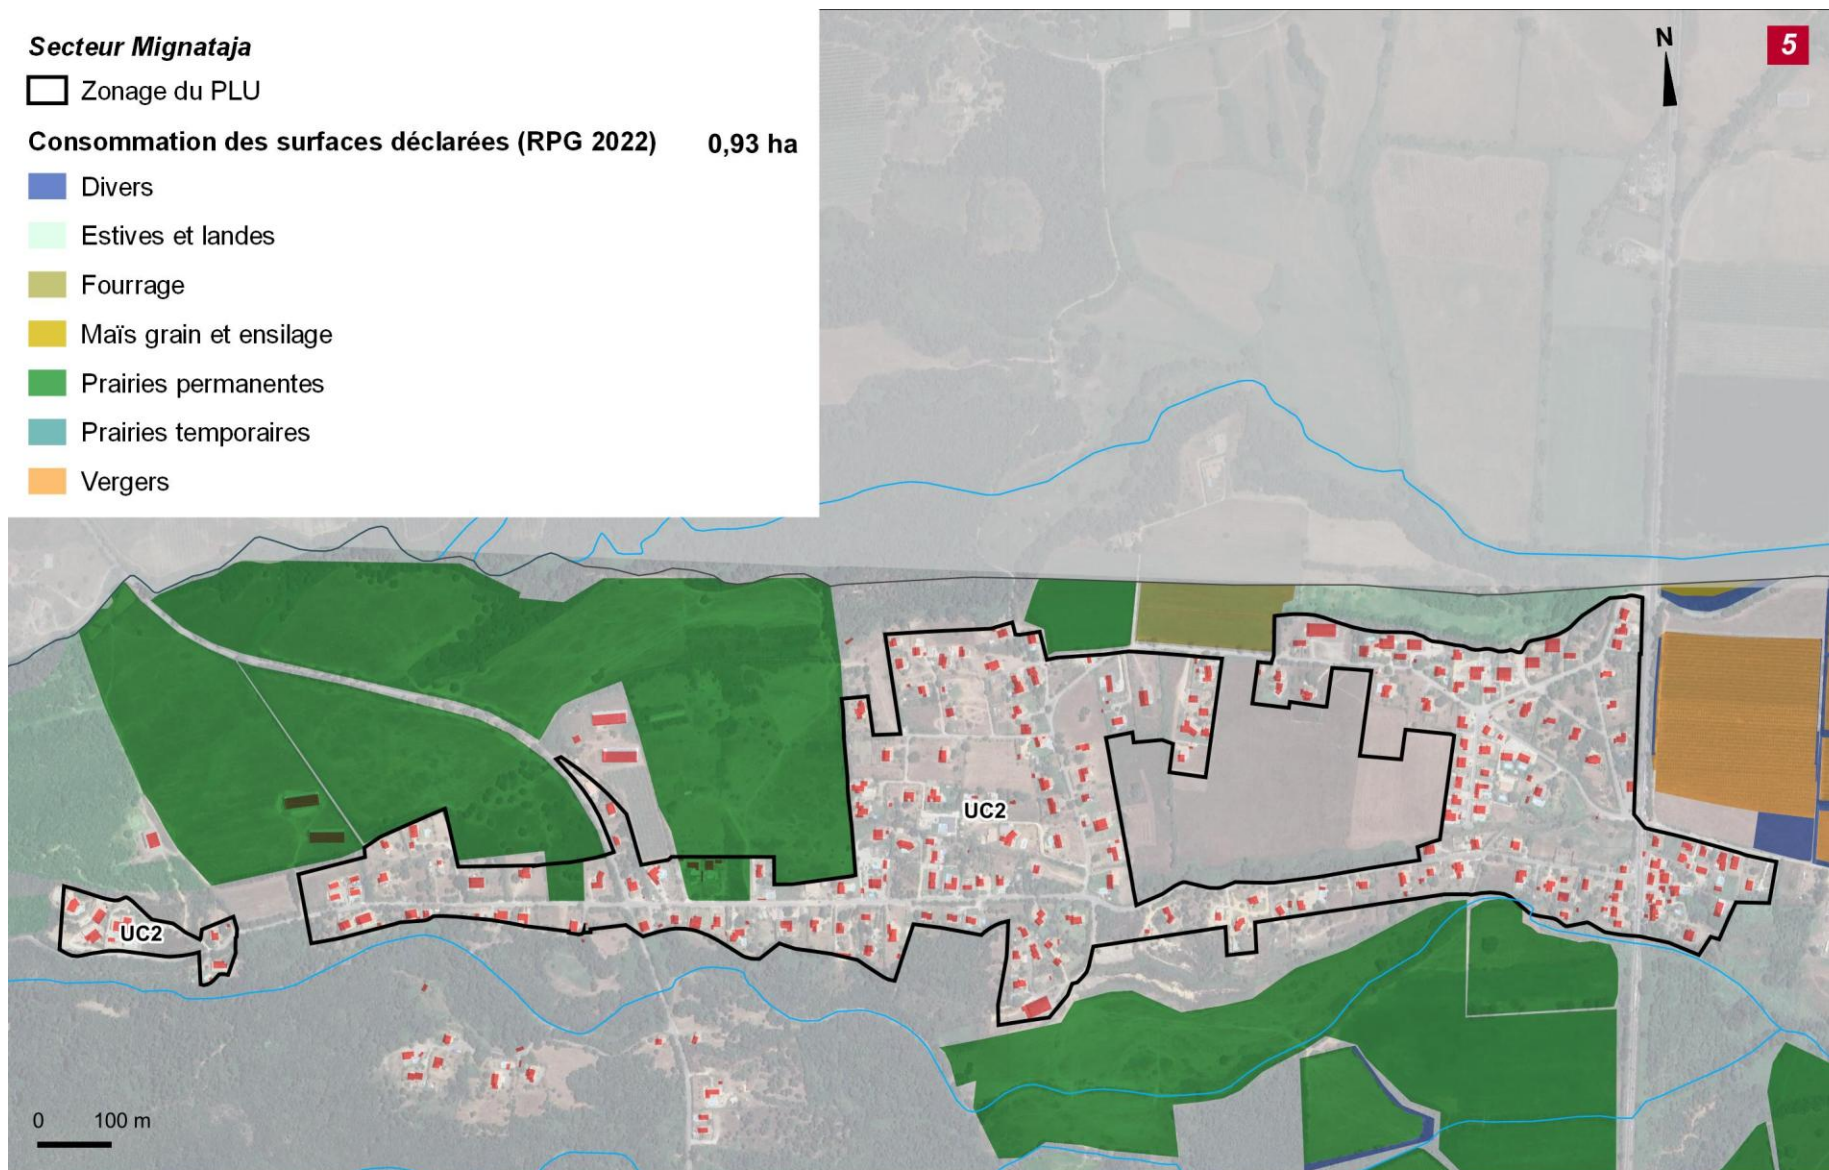 Secteur Mignataja
Zonage du PLU
Consommation des surfaces déclarées (RPG 2022) 0,93 ha
Divers
Estives et landes
Fourrage
Maïs grain et ensilage
Prairies permanentes
Prairies temporaires
Vergers
N
5
UC2
UC2
0 100 m